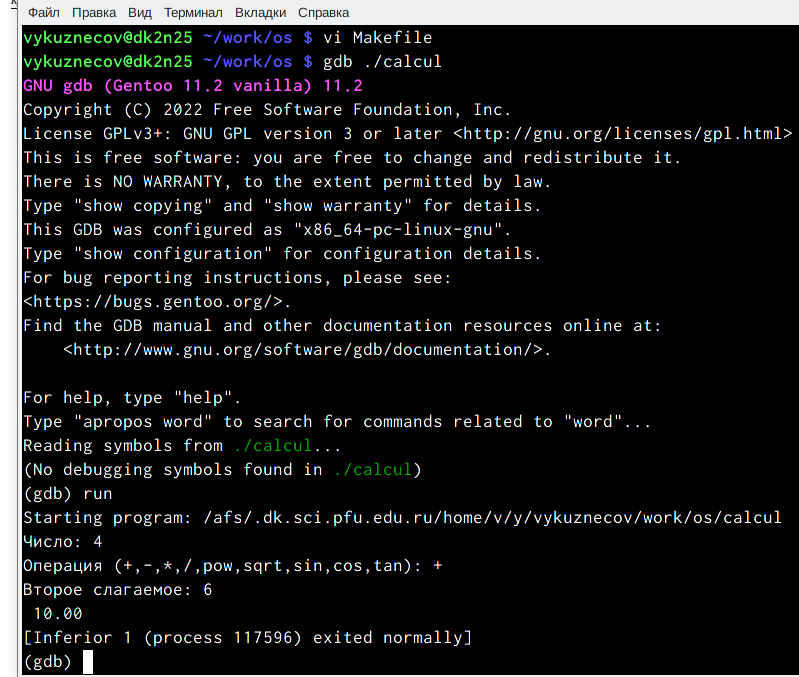 Файл Правка Вид Терминал Вкладки Справка
vykuznecov@dk2n25 ~/work/os $ vi Makefile
vykuznecov@dk2n25 ~/work/os $ gdb ./calcul
GNU gdb (Gentoo 11.2 vanilla) 11.2
Copyright (C) 2022 Free Software Foundation, Inc.
License GPLv3+: GNU GPL version 3 or later <http://gnu.org/licenses/gpl.html>
This is free software: you are free to change and redistribute it.
There is NO WARRANTY, to the extent permitted by law.
Type "show copying" and "show warranty" for details.
This GDB was configured as "x86_64-pc-linux-gnu".
Type "show configuration" for configuration details.
For bug reporting instructions, please see:
<https://bugs.gentoo.org/>.
Find the GDB manual and other documentation resources online at:
    <http://www.gnu.org/software/gdb/documentation/>.

For help, type "help".
Type "apropos word" to search for commands related to "word"...
Reading symbols from ./calcul...
(No debugging symbols found in ./calcul)
(gdb) run
Starting program: /afs/.dk.sci.pfu.edu.ru/home/v/y/vykuznecov/work/os/calcul
Число: 4
Операция (+,-,*,/,pow,sqrt,sin,cos,tan): +
Второе слагаемое: 6
 10.00
[Inferior 1 (process 117596) exited normally]
(gdb)